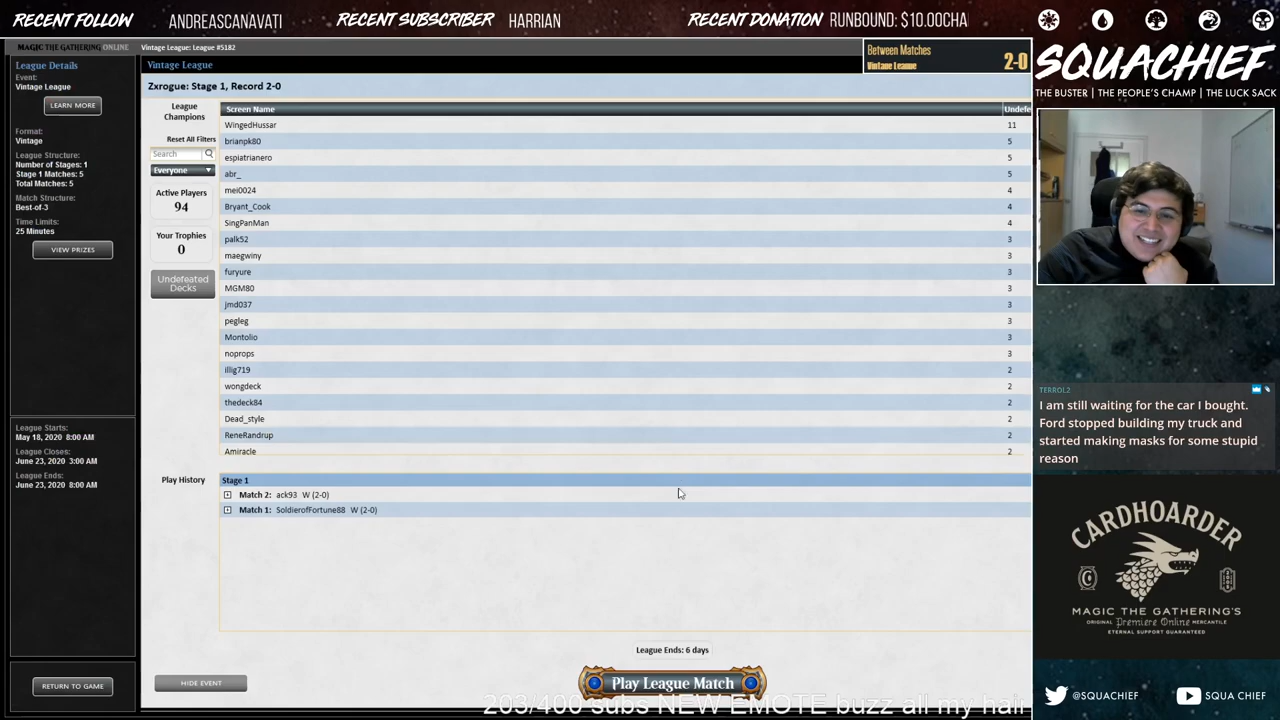 RECENT FOLLOW ANDREASCANAVATI RECENT SUBSCRIBER HARRIAN RECENT DONATION RUNBOUND: $10.00CHA
MAGIC THE GATHERING ONLINE
Vintage League: League #5182
League Details
Event:
Vintage League
LEARN MORE
Format:
Vintage
League Structure:
Number of Stages: 1
Stage 1 Matches: 5
Total Matches: 5
Match Structure:
Best-of-3
Time Limits:
25 Minutes
VIEW PRIZES
League Starts:
May 18, 2020 8:00 AM
League Closes:
June 23, 2020 3:00 AM
League Ends:
June 23, 2020 8:00 AM
RETURN TO GAME
Vintage League
Between Matches
Vintage League
2-0
Zxrogue: Stage 1, Record 2-0
League
Champions
Reset All Filters
Search
Everyone
Active Players
94
Your Trophies
0
Undefeated
Decks
Screen Name Undefe
WingedHussar 11
brianpk80 5
espiatrianero 5
abr_ 5
mei0024 4
Bryant_Cook 4
SingPanMan 4
palk52 3
maegwiny 3
furyure 3
MGM80 3
jmd037 3
pegleg 3
Montolio 3
noprops 3
illig719 2
wongdeck 2
thedeck84 2
Dead_style 2
ReneRandrup 2
Amiracle 2
Play History
Stage 1
Match 2: ack93 W (2-0)
Match 1: SoldierofFortune88 W (2-0)
League Ends: 6 days
HIDE EVENT
Play League Match
203/400 subs NEW EMOTE buzz all my hair
SQUACHIEF
THE BUSTER | THE PEOPLE'S CHAMP | THE LUCK SACK
TERROL2
I am still waiting for the car I bought.
Ford stopped building my truck and
started making masks for some stupid
reason
CARDHOARDER
MAGIC THE GATHERING'S
ORIGINAL Premiere Online MERCANTILE
ETERNAL SUPPORT GUARANTEED
@SQUACHIEF SQUA CHIEF